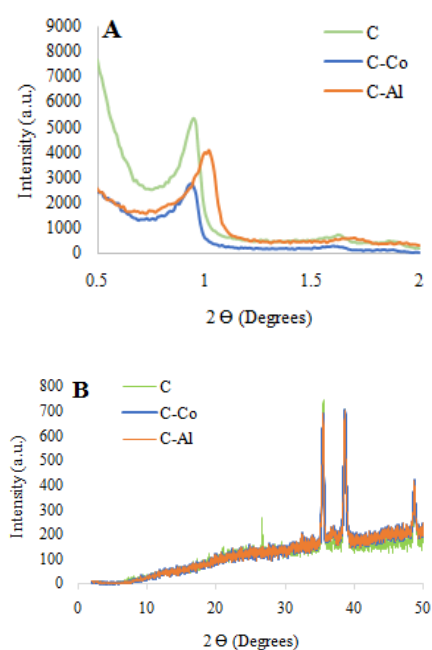 A
C
C-Co
C-Al
9000
8000
7000
6000
5000
4000
3000
2000
1000
0
Intensity (a.u.)
0.5 1 1.5 2
2 Ɵ (Degrees)
B
C
C-Co
C-Al
800
700
600
500
400
300
200
100
0
Intensity (a.u.)
0 10 20 30 40 50
2 Ɵ (Degrees)